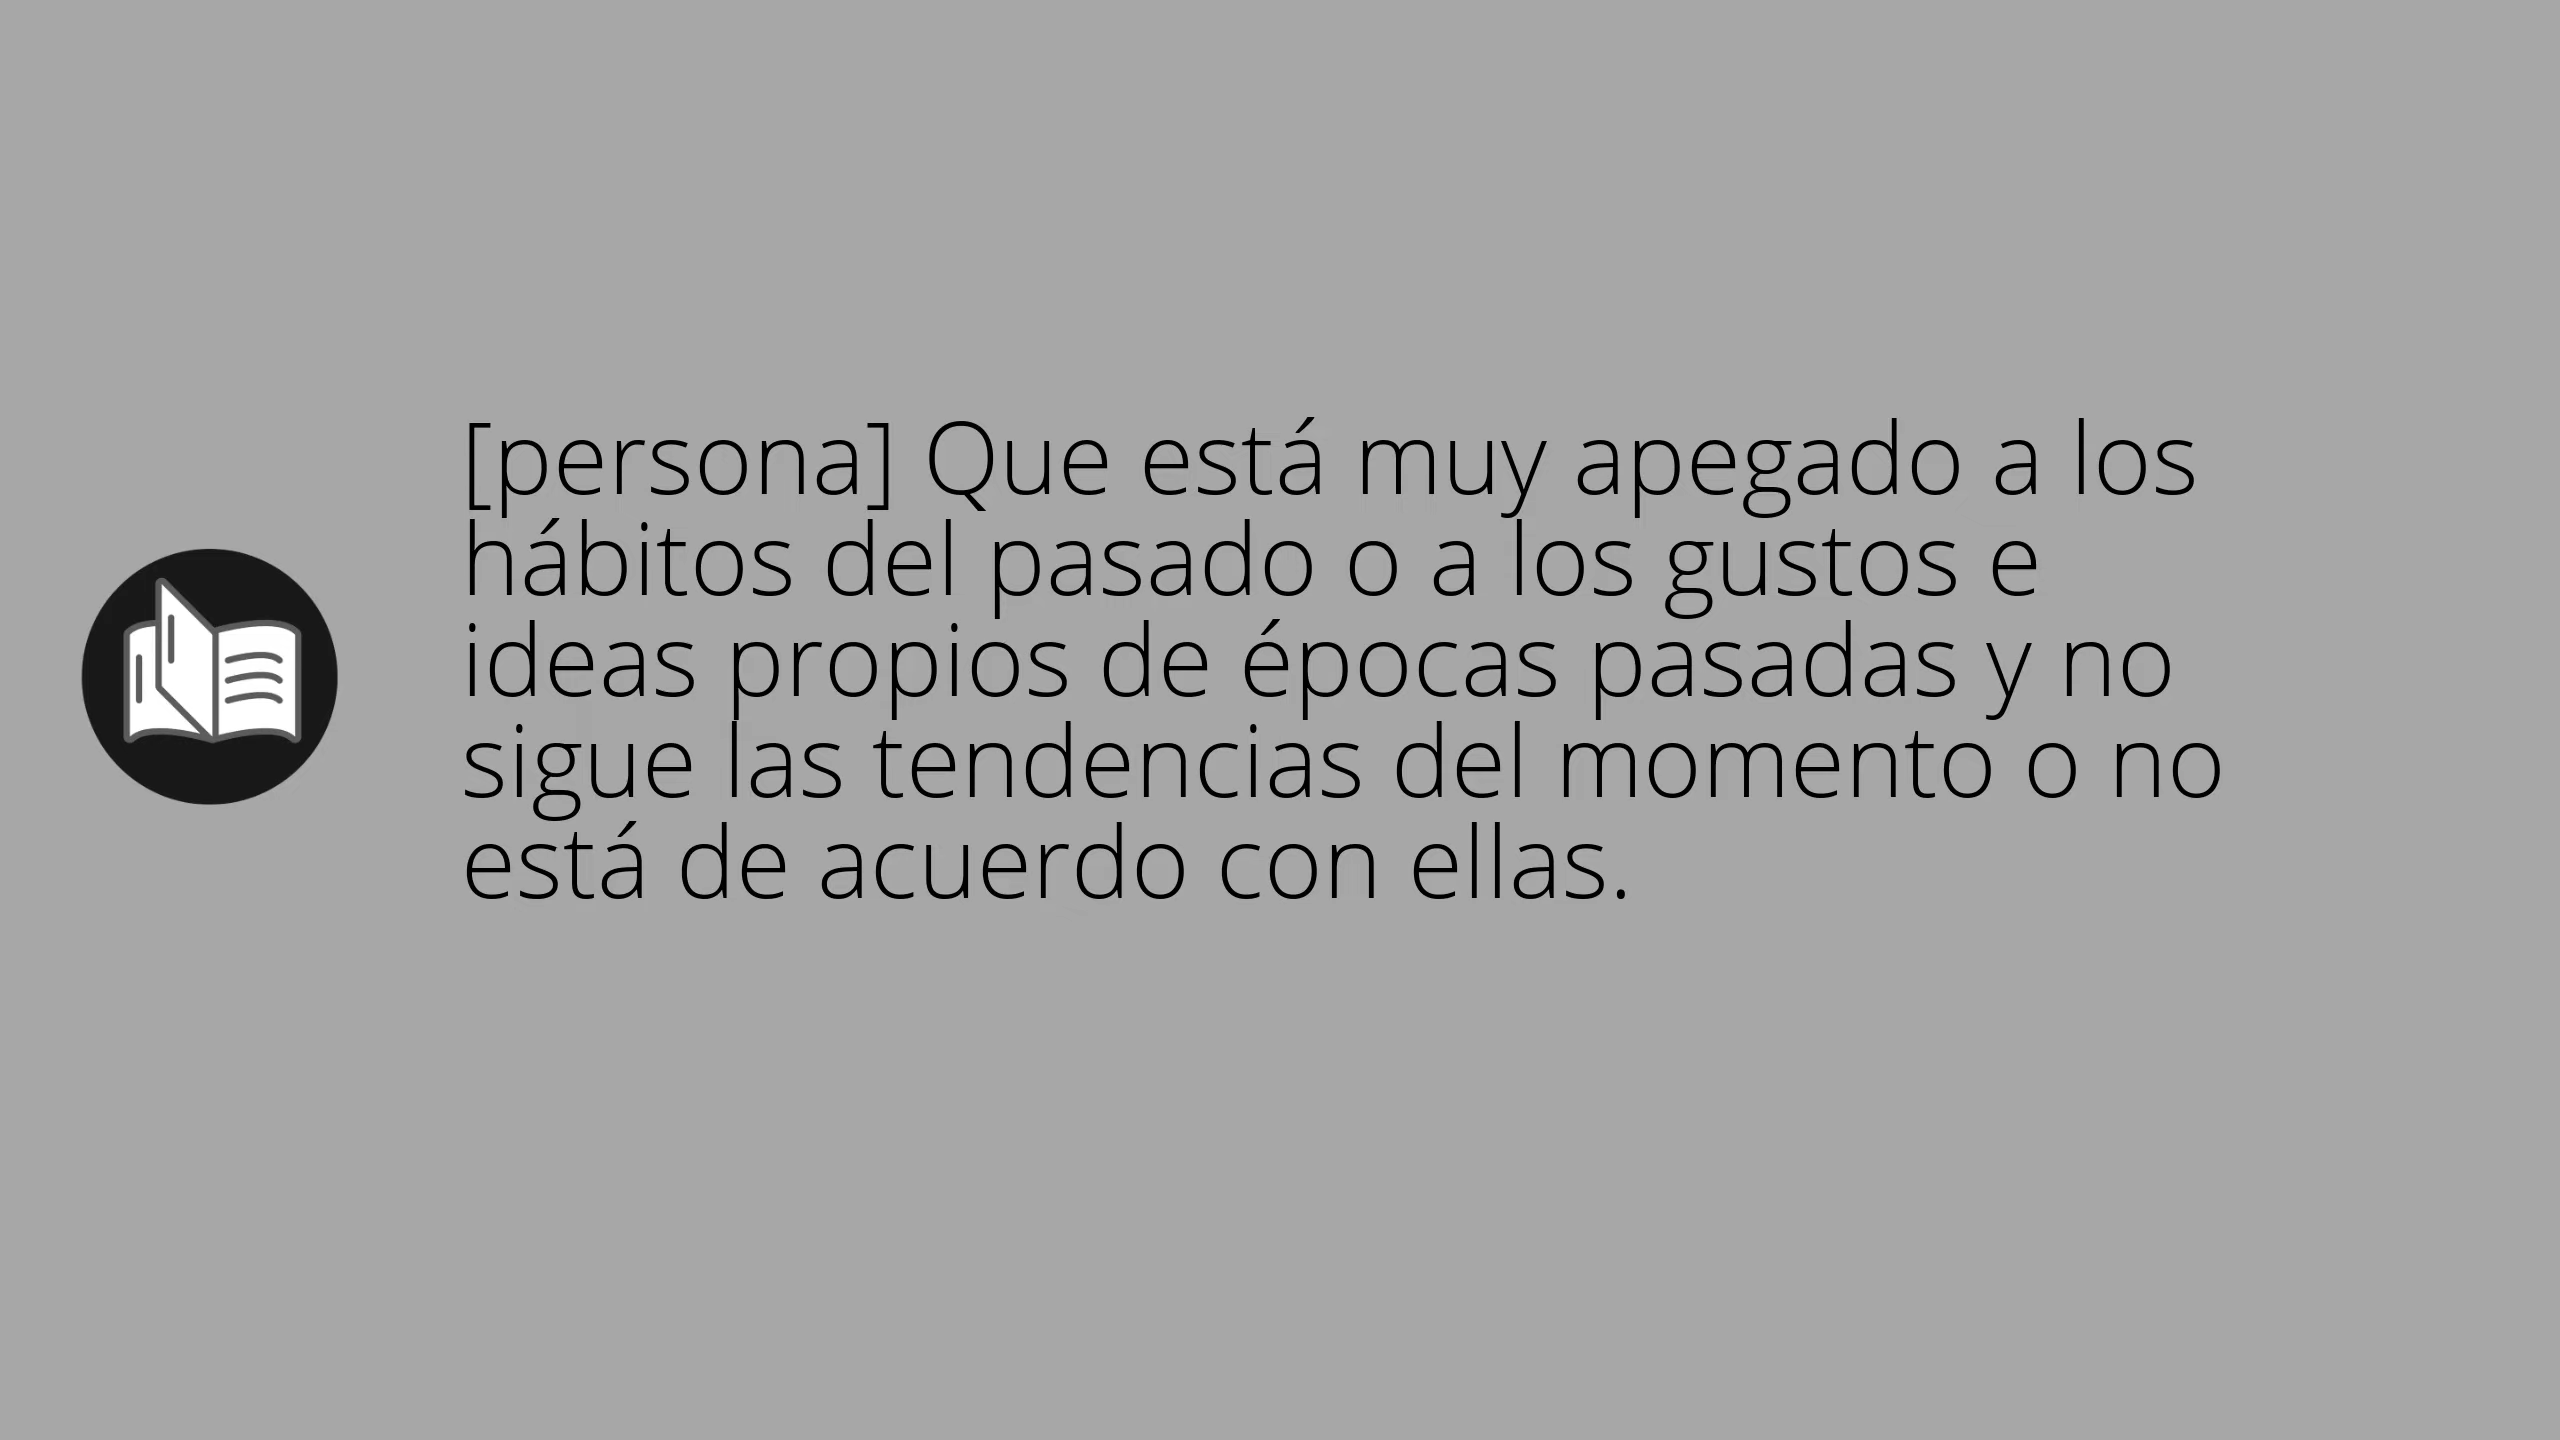 [persona] Que está muy apegado a los
hábitos del pasado o a los gustos e
ideas propios de épocas pasadas y no
sigue las tendencias del momento o no
está de acuerdo con ellas.